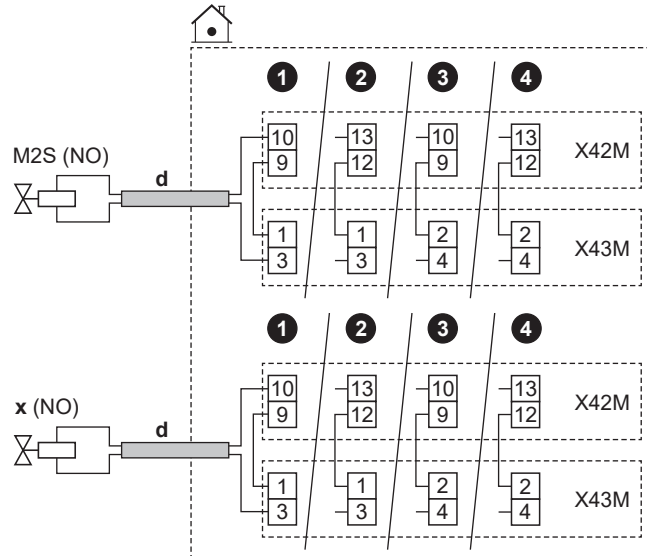 1 2 3 4
10 13 10 13
M2S (NO) 9 12 9 12 X42M
d
1 1 2 2 X43M
3 3 4 4
1 2 3 4
10 13 10 13
x (NO) 9 12 9 12 X42M
d
1 1 2 2 X43M
3 3 4 4